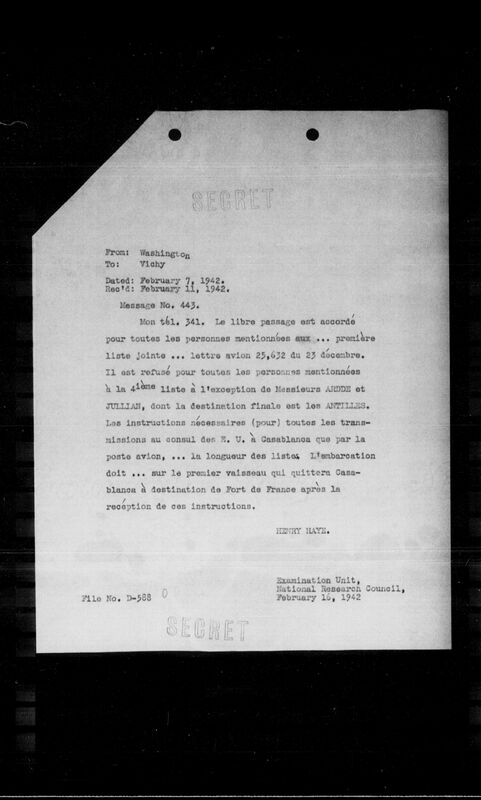 SECRET
From: Washington
To: Vichy
Dated: February 7, 1942.
Rec'd: February 11, 1942.
Message No. 443.
Mon tél. 341. Le libre passage est accordé
pour toutes les personnes mentionnées aux ... première
liste jointe ... lettre avion 25,632 du 23 décembre.
Il est refusé pour toutes les personnes mentionnées
à la 4ième liste à l'exception de Messieurs ARDDE et
JULLIAN, dont la destination finale est les ANTILLES.
Les instructions nécessaires (pour) toutes les trans-
missions au consul des E. U. à Casablanca que par la
poste avion, ... la longueur des listes. L'embarcation
doit ... sur le premier vaisseau qui quittera Casa-
blanca à destination de Fort de France après la
recéption de ces instructions.
HENRY HAYE.
Examination Unit,
National Research Council,
February 16, 1942
File No. D-588 0
SECRET